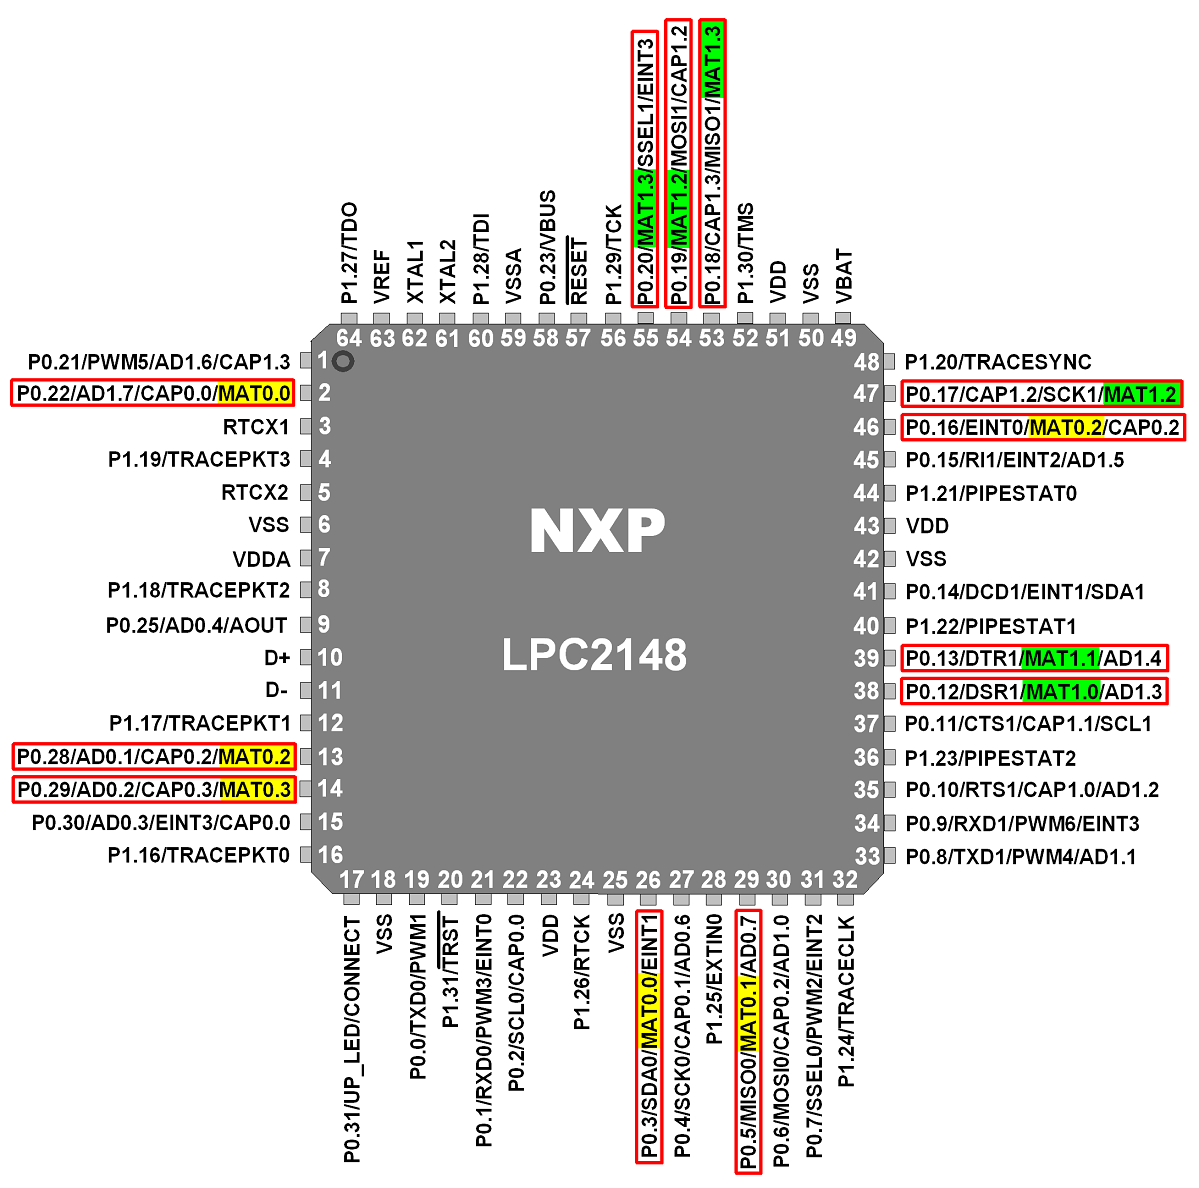 P1.27/TDO
VREF
XTAL1
XTAL2
P1.28/TDI
VSSA
P0.23/VBUS
RESET
P1.29/TCK
P0.20/MAT1.3/SSEL1/EINT3
P0.19/MAT1.2/MOSI1/CAP1.2
P0.18/CAP1.3/MISO1/MAT1.3
P1.30/TMS
VDD
VSS
VBAT
64 63 62 61 60 59 58 57 56 55 54 53 52 51 50 49
P0.21/PWM5/AD1.6/CAP1.3 1
P0.22/AD1.7/CAP0.0/MAT0.0 2
RTCX1 3
P1.19/TRACEPKT3 4
RTCX2 5
VSS 6
VDDA 7
P1.18/TRACEPKT2 8
P0.25/AD0.4/AOUT 9
D+ 10
D- 11
P1.17/TRACEPKT1 12
P0.28/AD0.1/CAP0.2/MAT0.2 13
P0.29/AD0.2/CAP0.3/MAT0.3 14
P0.30/AD0.3/EINT3/CAP0.0 15
P1.16/TRACEPKT0 16
NXP
LPC2148
48 P1.20/TRACESYNC
47 P0.17/CAP1.2/SCK1/MAT1.2
46 P0.16/EINT0/MAT0.2/CAP0.2
45 P0.15/RI1/EINT2/AD1.5
44 P1.21/PIPESTAT0
43 VDD
42 VSS
41 P0.14/DCD1/EINT1/SDA1
40 P1.22/PIPESTAT1
39 P0.13/DTR1/MAT1.1/AD1.4
38 P0.12/DSR1/MAT1.0/AD1.3
37 P0.11/CTS1/CAP1.1/SCL1
36 P1.23/PIPESTAT2
35 P0.10/RTS1/CAP1.0/AD1.2
34 P0.9/RXD1/PWM6/EINT3
33 P0.8/TXD1/PWM4/AD1.1
17 18 19 20 21 22 23 24 25 26 27 28 29 30 31 32
P0.31/UP_LED/CONNECT
VSS
P0.0/TXD0/PWM1
P1.31/TRST
P0.1/RXD0/PWM3/EINT0
P0.2/SCL0/CAP0.0
VDD
P1.26/RTCK
VSS
P0.3/SDA0/MAT0.0/EINT1
P0.4/SCK0/CAP0.1/AD0.6
P1.25/EXTIN0
P0.5/MISO0/MAT0.1/AD0.7
P0.6/MOSI0/CAP0.2/AD1.0
P0.7/SSEL0/PWM2/EINT2
P1.24/TRACECLK